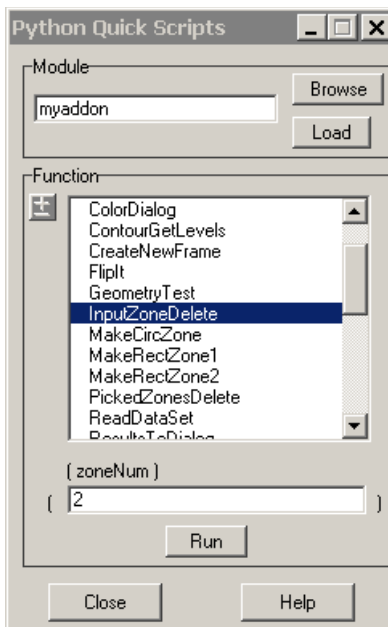 Python Quick Scripts
Module
myaddon
Browse
Load
Function
ColorDialog
ContourGetLevels
CreateNewFrame
FlipIt
GeometryTest
InputZoneDelete
MakeCircZone
MakeRectZone1
MakeRectZone2
PickedZonesDelete
ReadDataSet
ResultsToDialog
( zoneNum )
( 2 )
Run
Close Help